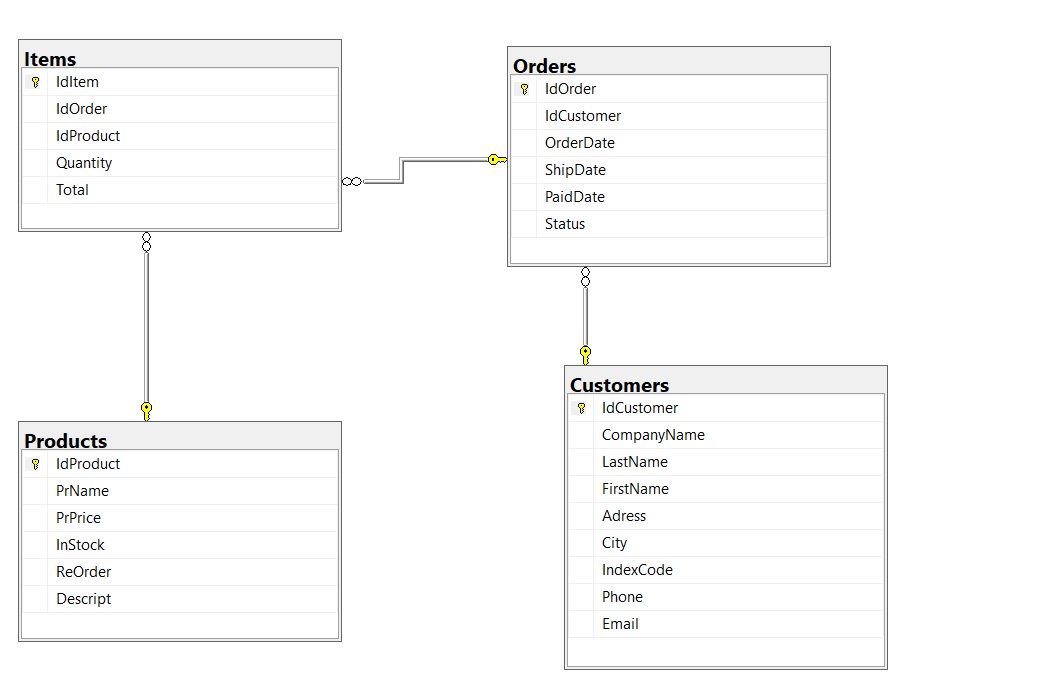 Items
IdItem
IdOrder
IdProduct
Quantity
Total
Orders
IdOrder
IdCustomer
OrderDate
ShipDate
PaidDate
Status
Products
IdProduct
PrName
PrPrice
InStock
ReOrder
Descript
Customers
IdCustomer
CompanyName
LastName
FirstName
Adress
City
IndexCode
Phone
Email